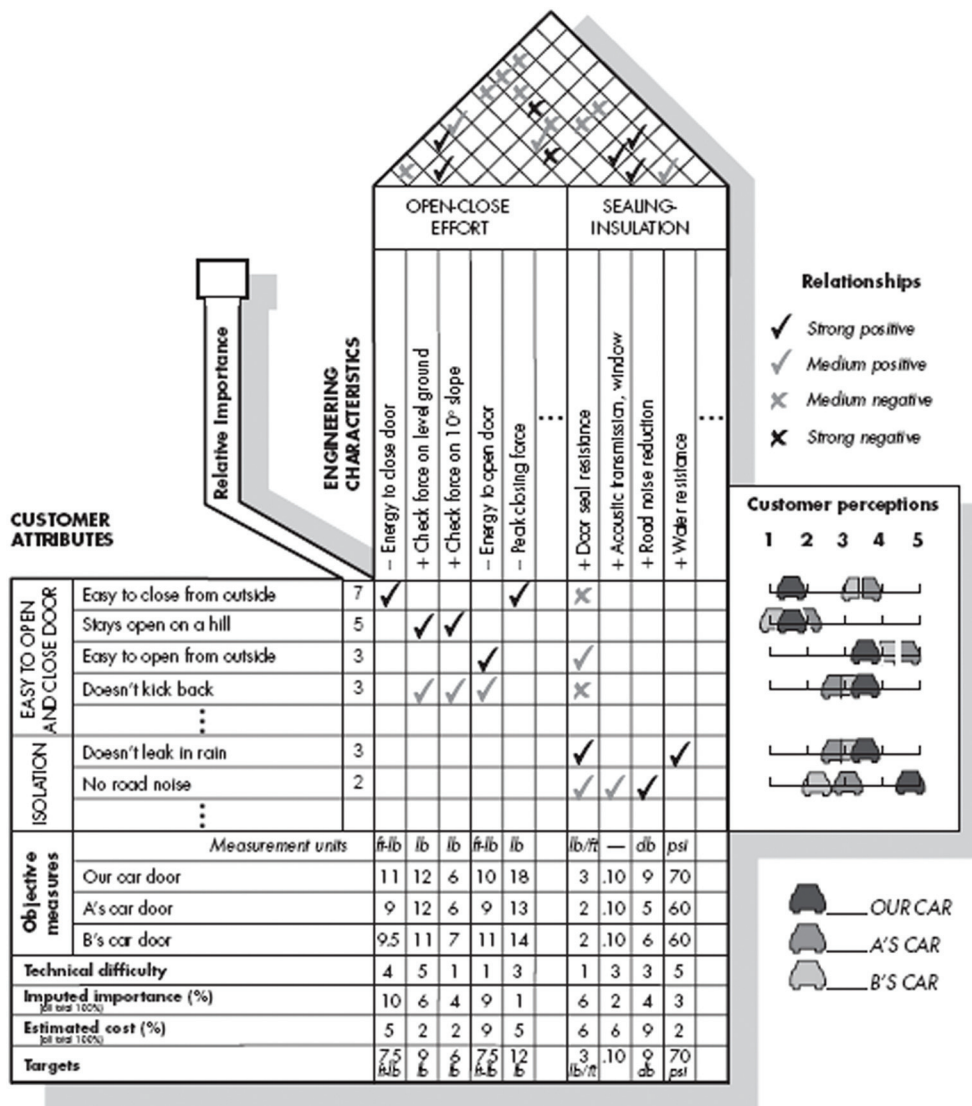 OPEN-CLOSE
EFFORT
SEALING-
INSULATION
Relative Importance
ENGINEERING
CHARACTERISTICS
– Energy to close door
+ Check force on level ground
+ Check force on 10° slope
– Energy to open door
– Peak closing force
...
+ Door seal resistance
+ Accoustic transmission, window
+ Road noise reduction
+ Water resistance
...
Relationships
Strong positive
Medium positive
Medium negative
Strong negative
CUSTOMER
ATTRIBUTES
Customer perceptions
1 2 3 4 5
EASY TO OPEN
AND CLOSE DOOR
Easy to close from outside 7
Stays open on a hill 5
Easy to open from outside 3
Doesn't kick back 3
ISOLATION
Doesn't leak in rain 3
No road noise 2
Objective
measures
Measurement units ft-lb lb lb ft-lb lb lb/ft — db psi
Our car door 11 12 6 10 18 3 .10 9 70
A's car door 9 12 6 9 13 2 .10 5 60
B's car door 9.5 11 7 11 14 2 .10 6 60
Technical difficulty 4 5 1 1 3 1 3 3 5
Imputed importance (%) 10 6 4 9 1 6 2 4 3
(all total 100%)
Estimated cost (%) 5 2 2 9 5 6 6 9 2
(all total 100%)
Targets 7.5 9 6 7.5 12 3 .10 9 70
ft-lb lb lb ft-lb lb lb/ft db psi
OUR CAR
A'S CAR
B'S CAR